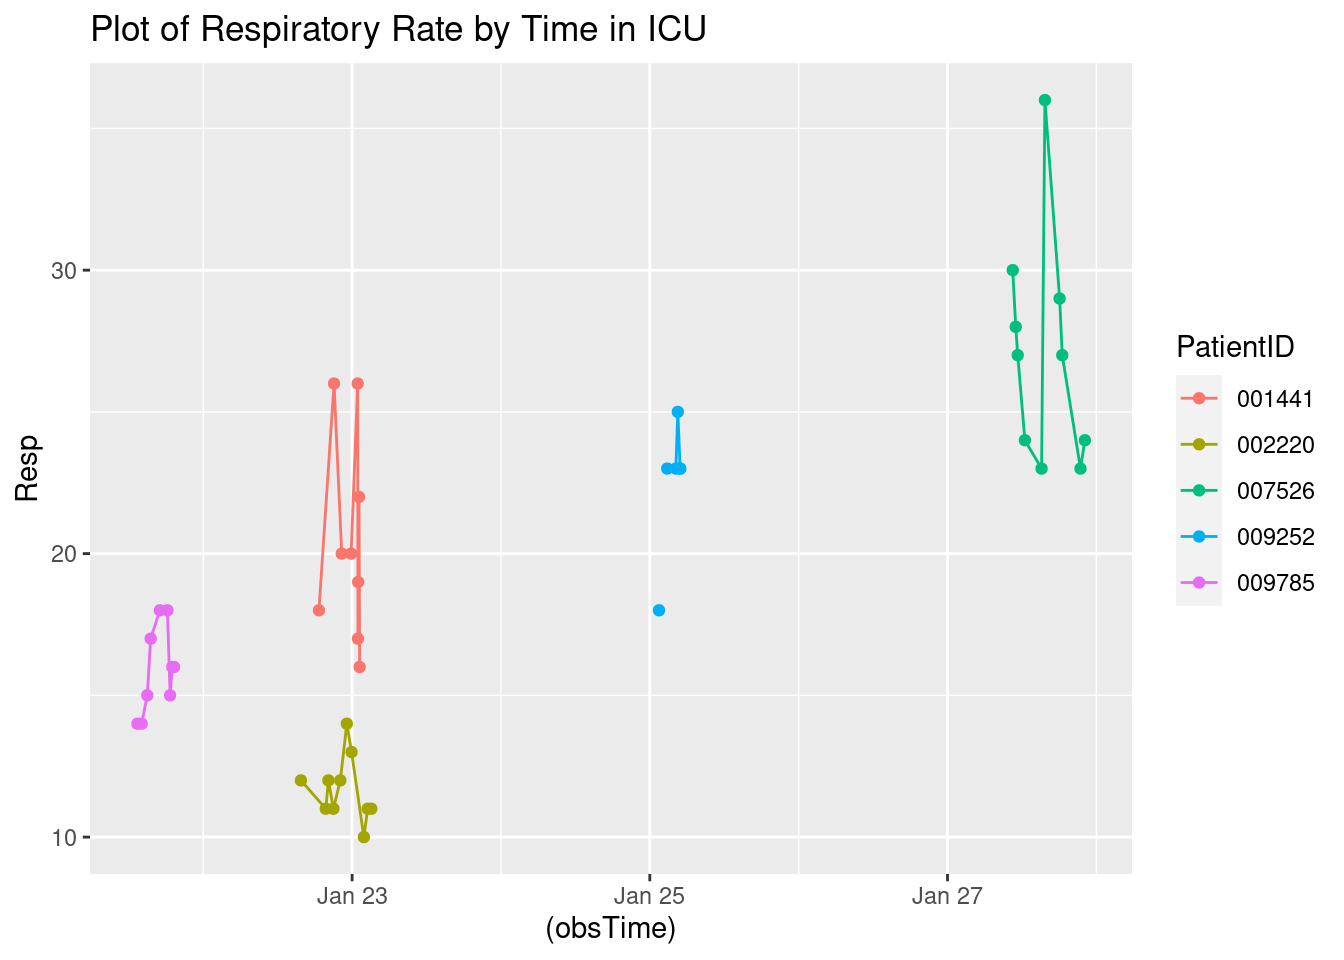 Plot of Respiratory Rate by Time in ICU
Resp
30
20
10
Jan 23
Jan 25
Jan 27
(obsTime)
PatientID
001441
002220
007526
009252
009785